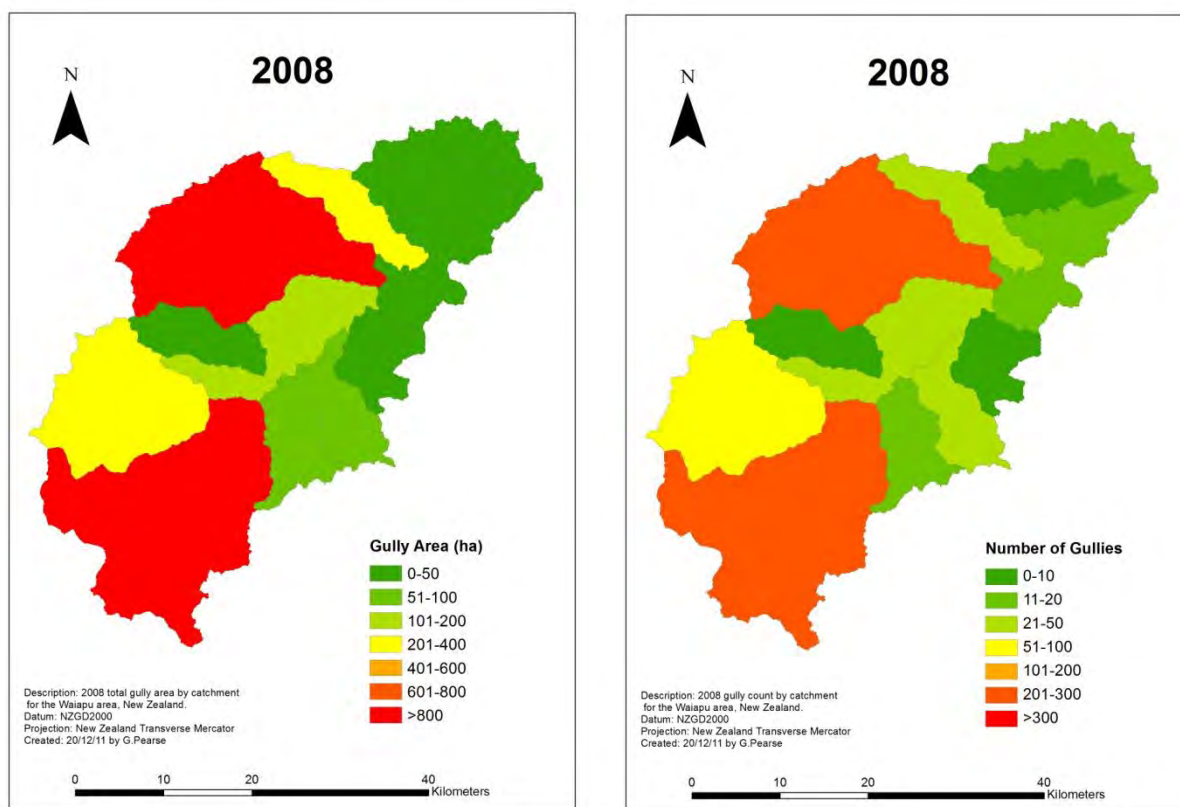 2008
N
Gully Area (ha)
0-50
51-100
101-200
201-400
401-600
601-800
>800
Description: 2008 total gully area by catchment
for the Waiapu area, New Zealand.
Datum: NZGD2000
Projection: New Zealand Transverse Mercator
Created: 20/12/11 by G.Pearse
0 10 20 40
Kilometers
2008
N
Number of Gullies
0-10
11-20
21-50
51-100
101-200
201-300
>300
Description: 2008 gully count by catchment
for the Waiapu area, New Zealand.
Datum: NZGD2000
Projection: New Zealand Transverse Mercator
Created: 20/12/11 by G.Pearse
0 10 20 40
Kilometers